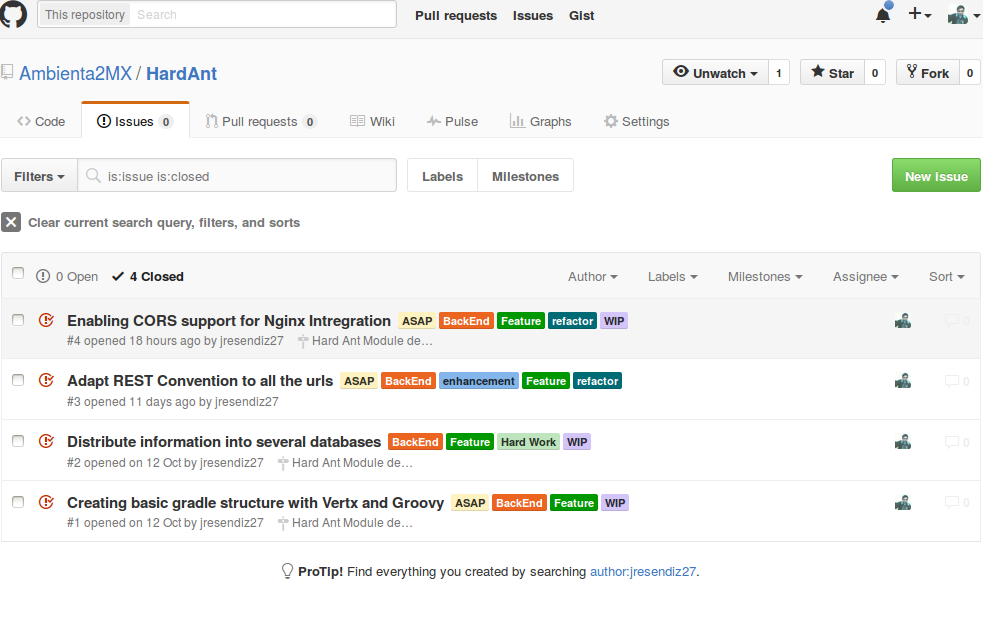 This repository Search Pull requests Issues Gist
Ambienta2MX / HardAnt Unwatch 1 Star 0 Fork 0
Code Issues 0 Pull requests 0 Wiki Pulse Graphs Settings
Filters is:issue is:closed Labels Milestones New Issue
Clear current search query, filters, and sorts
0 Open 4 Closed Author Labels Milestones Assignee Sort
Enabling CORS support for Nginx Intregration ASAP BackEnd Feature refactor WIP 0
#4 opened 18 hours ago by jresendiz27 Hard Ant Module de…
Adapt REST Convention to all the urls ASAP BackEnd enhancement Feature refactor 0
#3 opened 11 days ago by jresendiz27
Distribute information into several databases BackEnd Feature Hard Work WIP 0
#2 opened on 12 Oct by jresendiz27 Hard Ant Module de…
Creating basic gradle structure with Vertx and Groovy ASAP BackEnd Feature WIP 0
#1 opened on 12 Oct by jresendiz27 Hard Ant Module de…
ProTip! Find everything you created by searching author:jresendiz27.